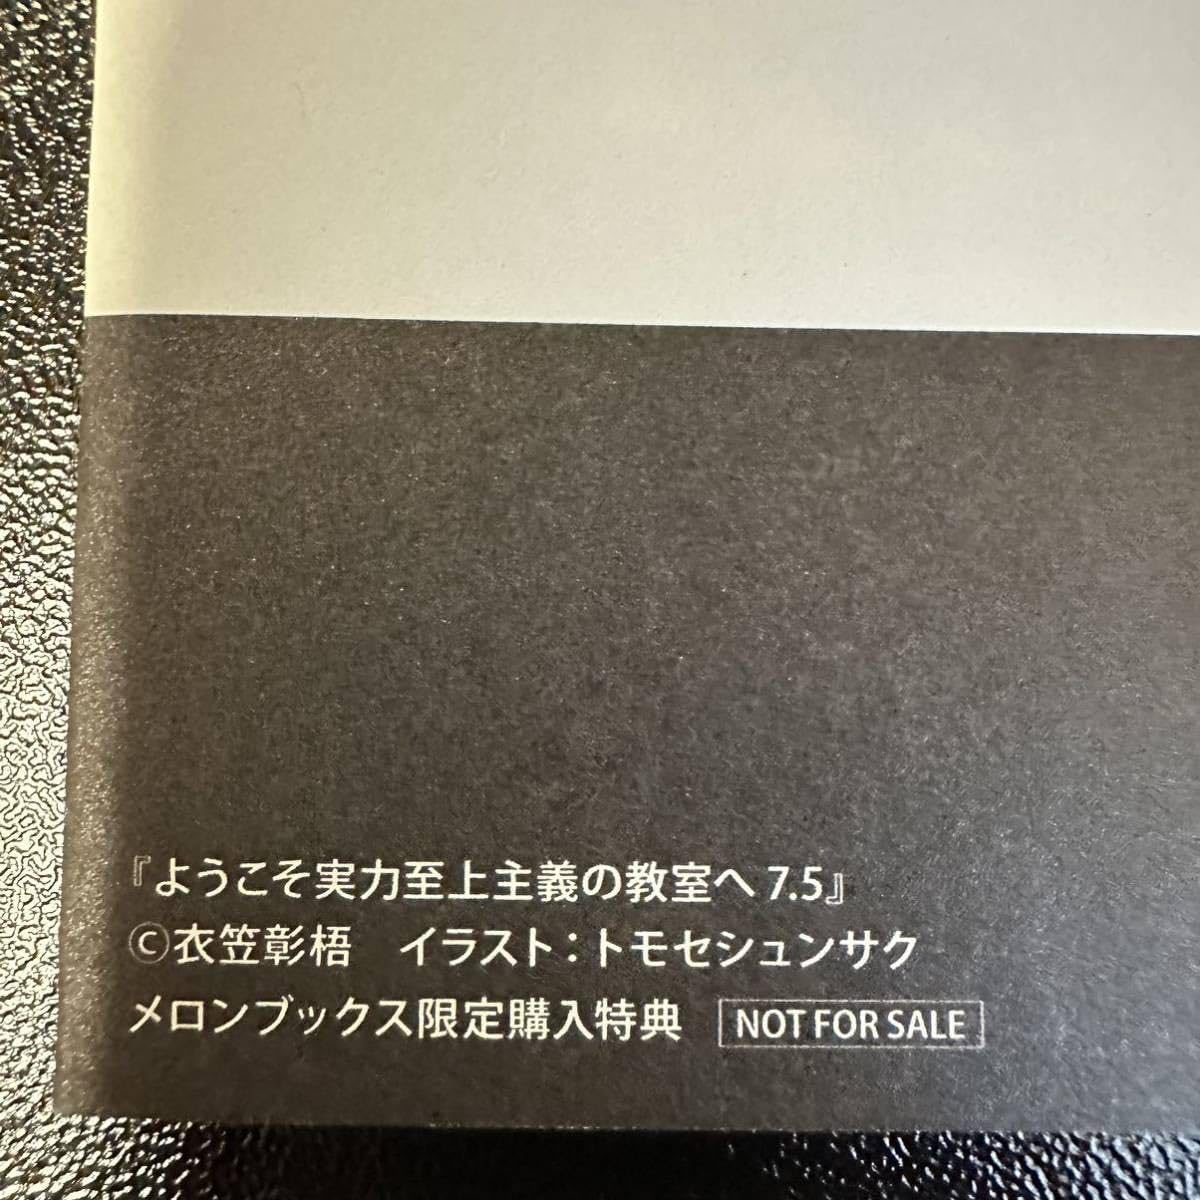 『ようこそ実力至上主義の教室へ 7.5』
©衣笠彰梧　イラスト：トモセシュンサク
メロンブックス限定購入特典　NOT FOR SALE